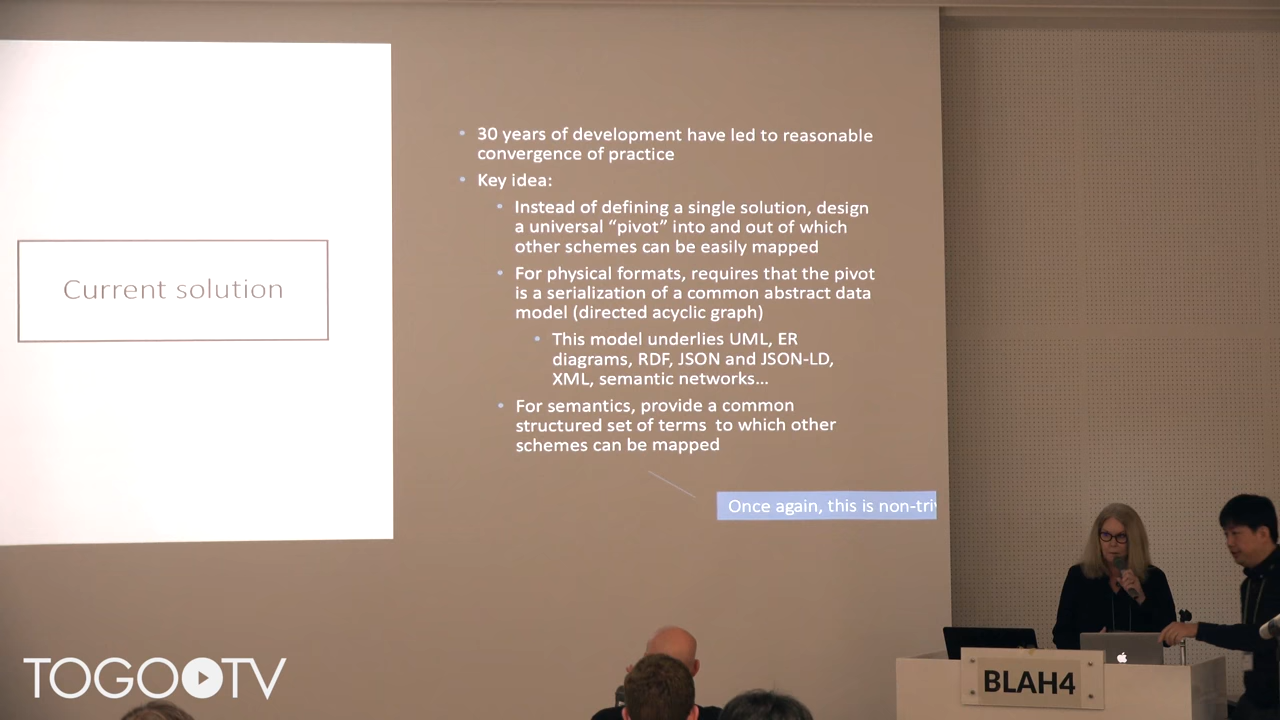 Current solution
• 30 years of development have led to reasonable
convergence of practice
• Key idea:
• Instead of defining a single solution, design
a universal “pivot” into and out of which
other schemes can be easily mapped
• For physical formats, requires that the pivot
is a serialization of a common abstract data
model (directed acyclic graph)
• This model underlies UML, ER
diagrams, RDF, JSON and JSON-LD,
XML, semantic networks…
• For semantics, provide a common
structured set of terms to which other
schemes can be mapped
Once again, this is
BLAH4
TOGOTV